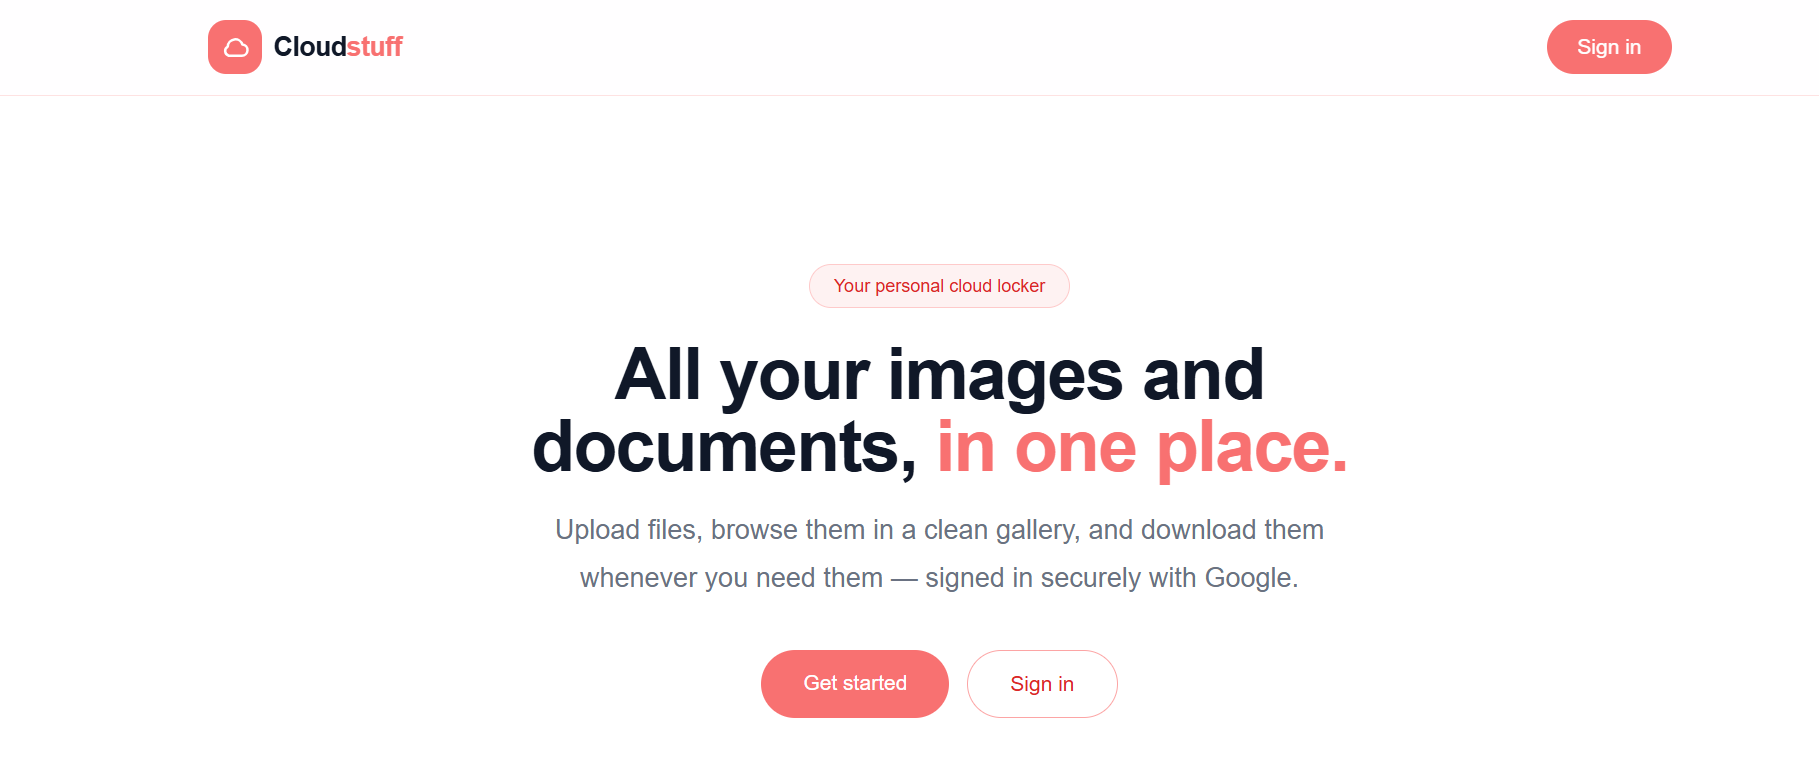 Cloudstuff
Sign in
Your personal cloud locker
All your images and
documents, in one place.
Upload files, browse them in a clean gallery, and download them
whenever you need them — signed in securely with Google.
Get started
Sign in